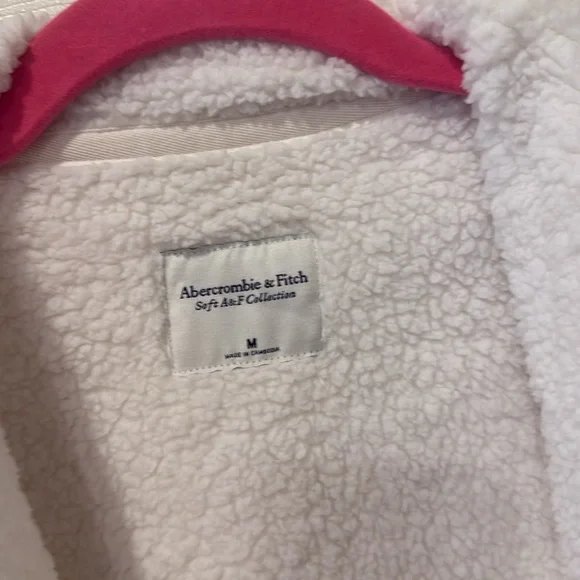 Abercrombie & Fitch
Soft A&F Collection
M
MADE IN CAMBODIA